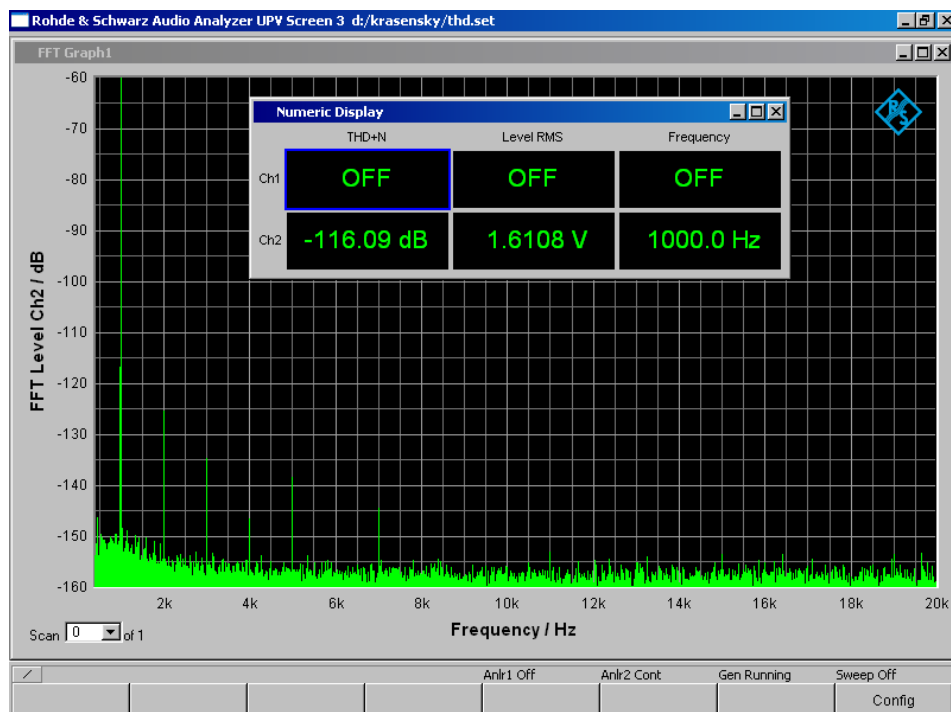 Rohde & Schwarz Audio Analyzer UPV Screen 3 d:/krasensky/thd.set
FFT Graph1
Numeric Display
THD+N Level RMS Frequency
Ch1 OFF OFF OFF
Ch2 -116.09 dB 1.6108 V 1000.0 Hz
R&S
FFT Level Ch2 / dB
-60
-70
-80
-90
-100
-110
-120
-130
-140
-150
-160
2k 4k 6k 8k 10k 12k 14k 16k 18k 20k
Frequency / Hz
Scan 0 of 1
Anlr1 Off Anlr2 Cont Gen Running Sweep Off
Config